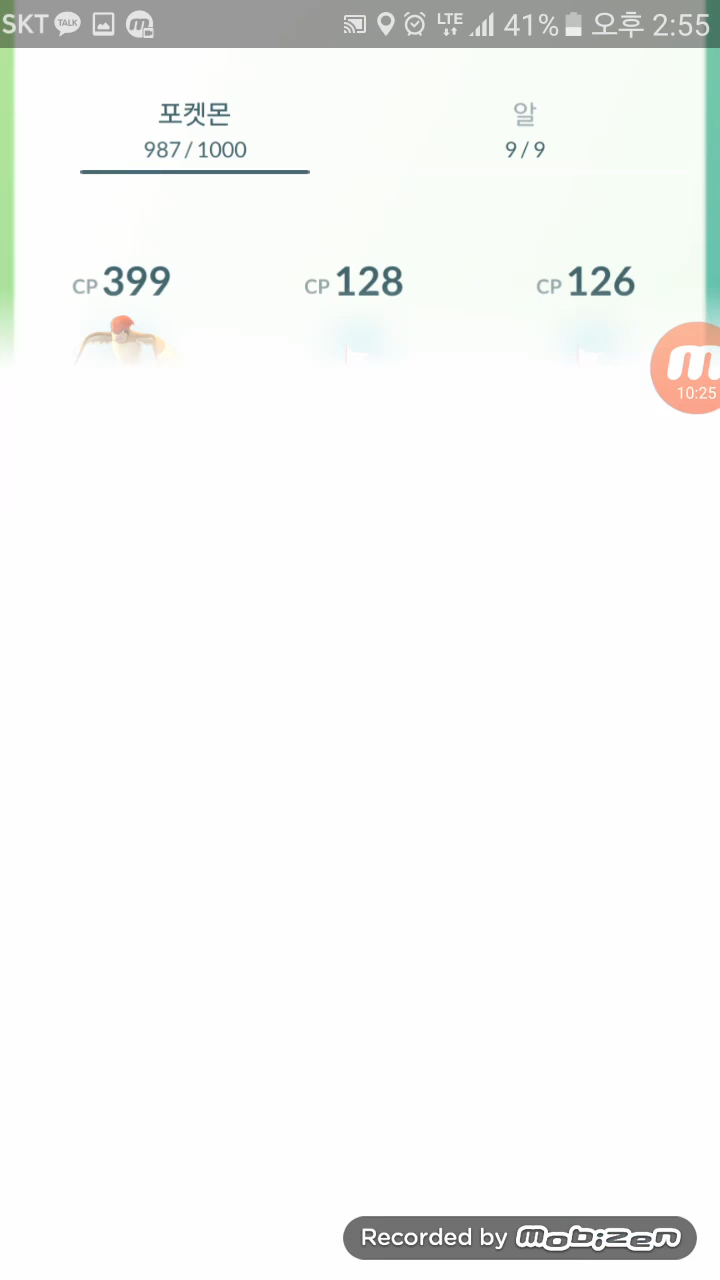 SKT TALK m LTE 41% 오후 2:55
포켓몬 알
987 / 1000 9 / 9
CP 399 CP 128 CP 126
m
10:25
Recorded by mobizen